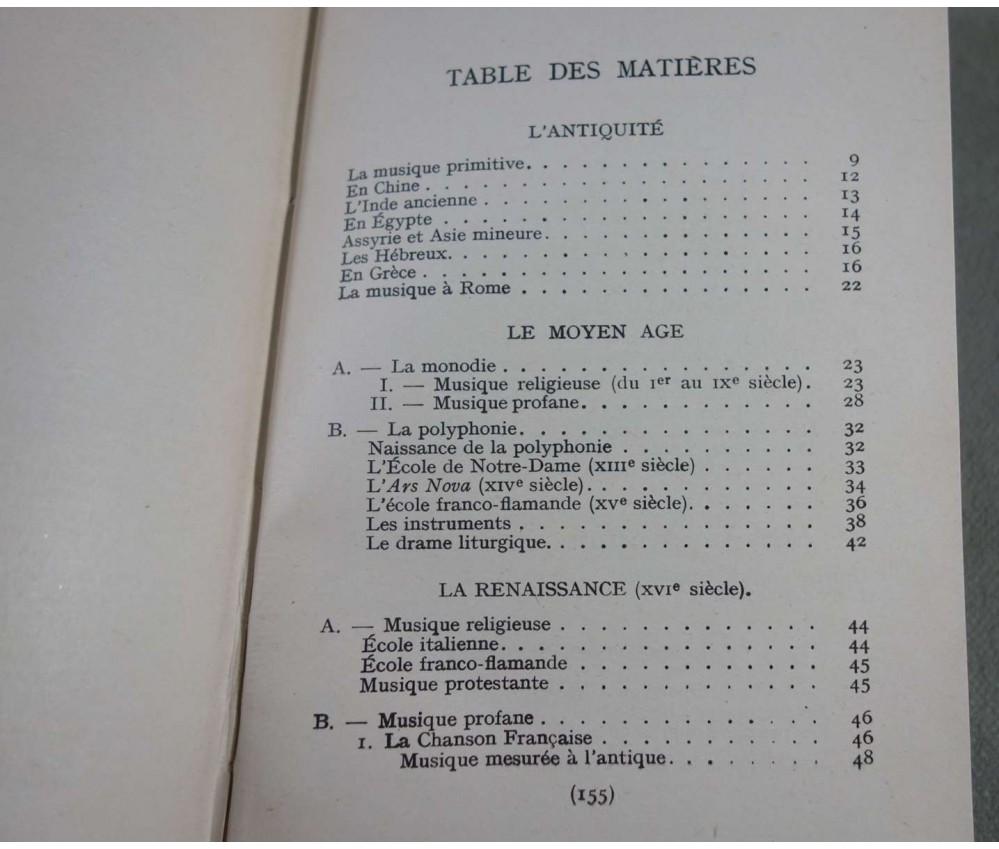 TABLE DES MATIÈRES
L'ANTIQUITÉ
La musique primitive. . . . . . . . . . . . . . . 9
En Chine . . . . . . . . . . . . . . . . . . . . 12
L'Inde ancienne . . . . . . . . . . . . . . . . . 13
En Égypte . . . . . . . . . . . . . . . . . . . 14
Assyrie et Asie mineure. . . . . . . . . . . . . . 15
Les Hébreux. . . . . . . . . . . . . . . . . . . 16
En Grèce . . . . . . . . . . . . . . . . . . . . 16
La musique à Rome . . . . . . . . . . . . . . . 22
LE MOYEN AGE
A. — La monodie . . . . . . . . . . . . . . . . 23
I. — Musique religieuse (du Ier au IXe siècle). 23
II. — Musique profane. . . . . . . . . . . . . 28
B. — La polyphonie. . . . . . . . . . . . . . . 32
Naissance de la polyphonie . . . . . . . . . . 32
L'École de Notre-Dame (XIIIe siècle) . . . . . . 33
L'Ars Nova (XIVe siècle). . . . . . . . . . . . 34
L'école franco-flamande (XVe siècle). . . . . . . 36
Les instruments . . . . . . . . . . . . . . . 38
Le drame liturgique. . . . . . . . . . . . . . 42
LA RENAISSANCE (XVIe siècle).
A. — Musique religieuse . . . . . . . . . . . . . 44
École italienne. . . . . . . . . . . . . . . . 44
École franco-flamande . . . . . . . . . . . . 45
Musique protestante . . . . . . . . . . . . . 45
B. — Musique profane . . . . . . . . . . . . . . 46
1. La Chanson Française . . . . . . . . . . . 46
Musique mesurée à l'antique. . . . . . . . 48
(155)